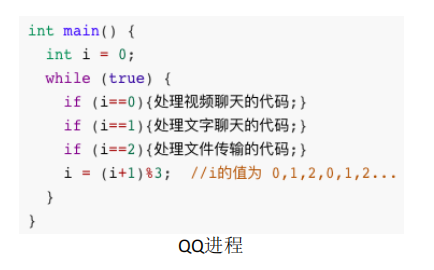 int main() {
  int i = 0;
  while (true) {
    if (i==0){处理视频聊天的代码;}
    if (i==1){处理文字聊天的代码;}
    if (i==2){处理文件传输的代码;}
    i = (i+1)%3;  //i的值为 0,1,2,0,1,2...
  }
}
QQ进程